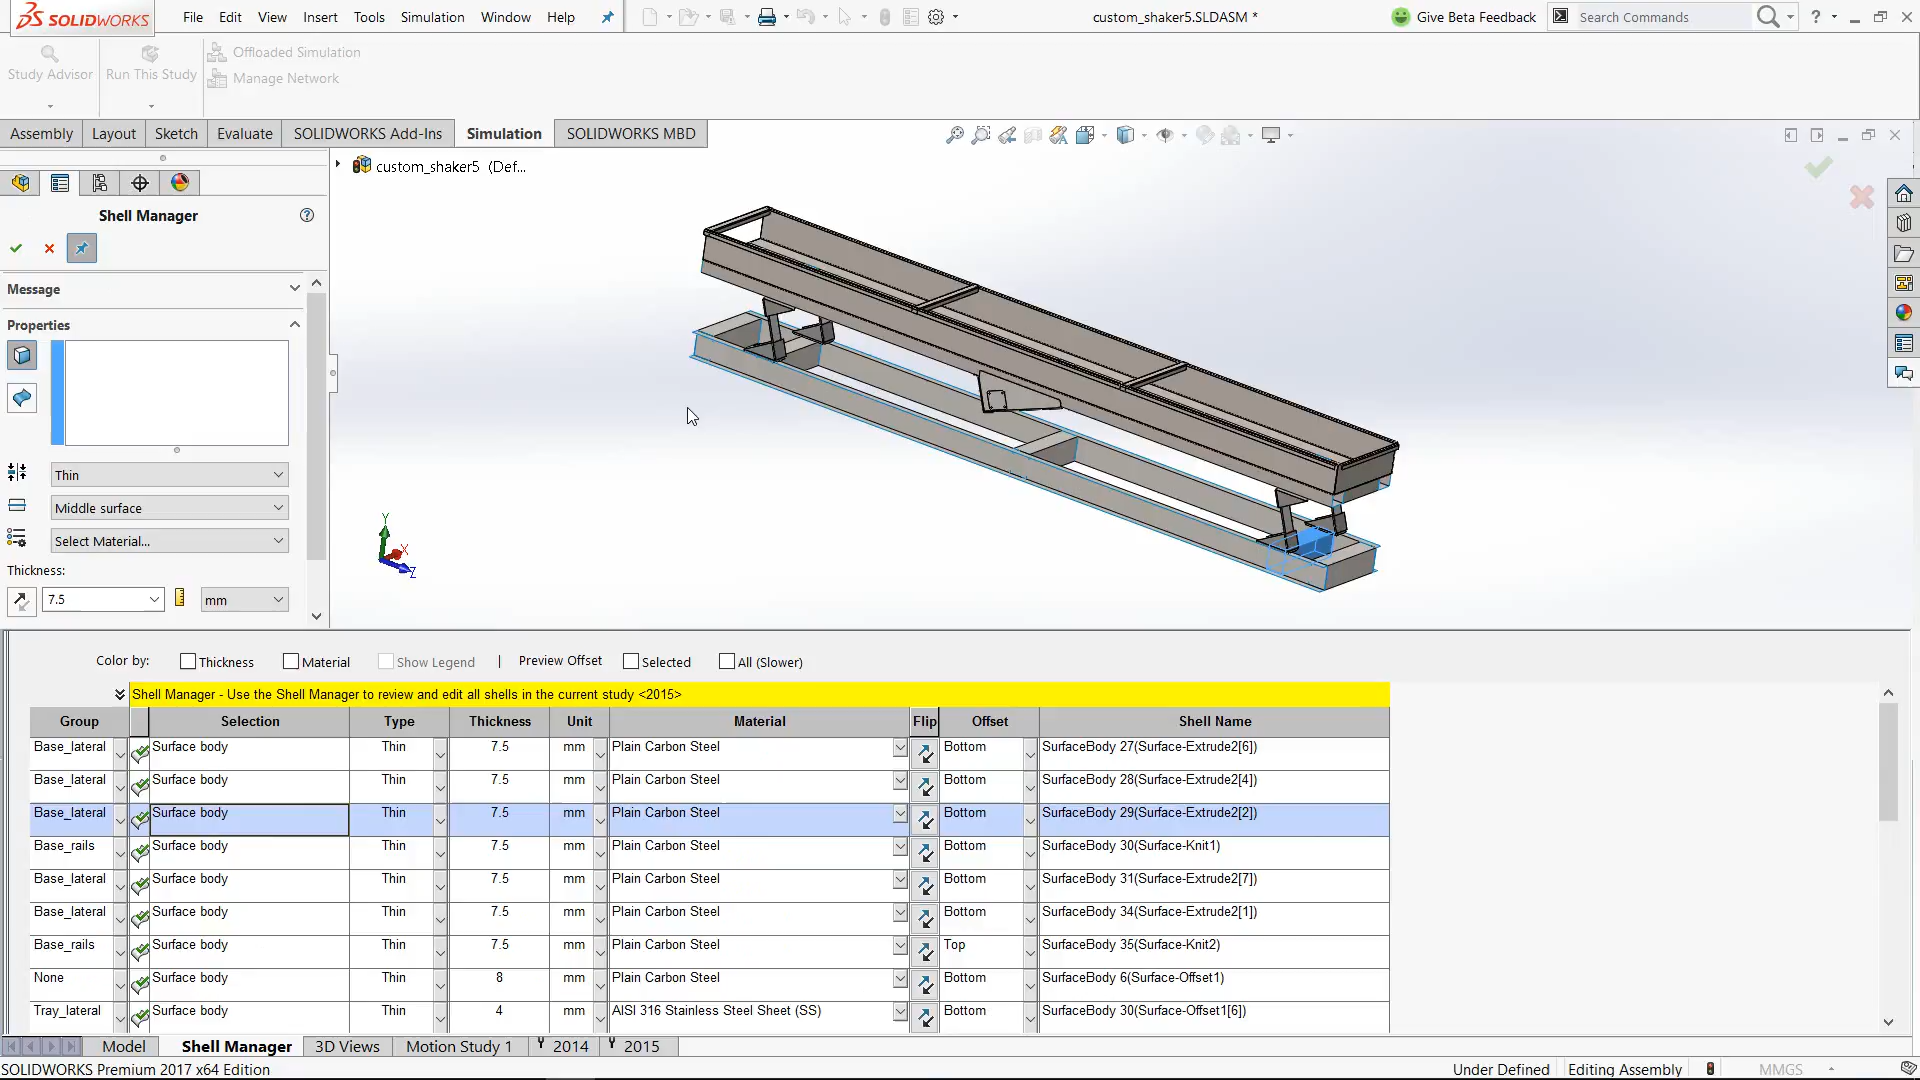 SOLIDWORKS File Edit View Insert Tools Simulation Window Help custom_shaker5.SLDASM * Give Beta Feedback Search Commands ?
Study Advisor Run This Study Offloaded Simulation
Manage Network
Assembly Layout Sketch Evaluate SOLIDWORKS Add-Ins Simulation SOLIDWORKS MBD
custom_shaker5 (Def...
Shell Manager ?
Message
Properties
Thin
Middle surface
Select Material...
Thickness:
7.5 mm
Y
X
Z
Color by: Thickness Material Show Legend | Preview Offset Selected All (Slower)
Shell Manager - Use the Shell Manager to review and edit all shells in the current study <2015>
Group Selection Type Thickness Unit Material Flip Offset Shell Name
Base_lateral Surface body Thin 7.5 mm Plain Carbon Steel Bottom SurfaceBody 27(Surface-Extrude2[6])
Base_lateral Surface body Thin 7.5 mm Plain Carbon Steel Bottom SurfaceBody 28(Surface-Extrude2[4])
Base_lateral Surface body Thin 7.5 mm Plain Carbon Steel Bottom SurfaceBody 29(Surface-Extrude2[2])
Base_rails Surface body Thin 7.5 mm Plain Carbon Steel Bottom SurfaceBody 30(Surface-Knit1)
Base_lateral Surface body Thin 7.5 mm Plain Carbon Steel Bottom SurfaceBody 31(Surface-Extrude2[7])
Base_lateral Surface body Thin 7.5 mm Plain Carbon Steel Bottom SurfaceBody 34(Surface-Extrude2[1])
Base_rails Surface body Thin 7.5 mm Plain Carbon Steel Top SurfaceBody 35(Surface-Knit2)
None Surface body Thin 8 mm Plain Carbon Steel Bottom SurfaceBody 6(Surface-Offset1)
Tray_lateral Surface body Thin 4 mm AISI 316 Stainless Steel Sheet (SS) Bottom SurfaceBody 30(Surface-Offset1[6])
Model Shell Manager 3D Views Motion Study 1 2014 2015
SOLIDWORKS Premium 2017 x64 Edition Under Defined Editing Assembly MMGS